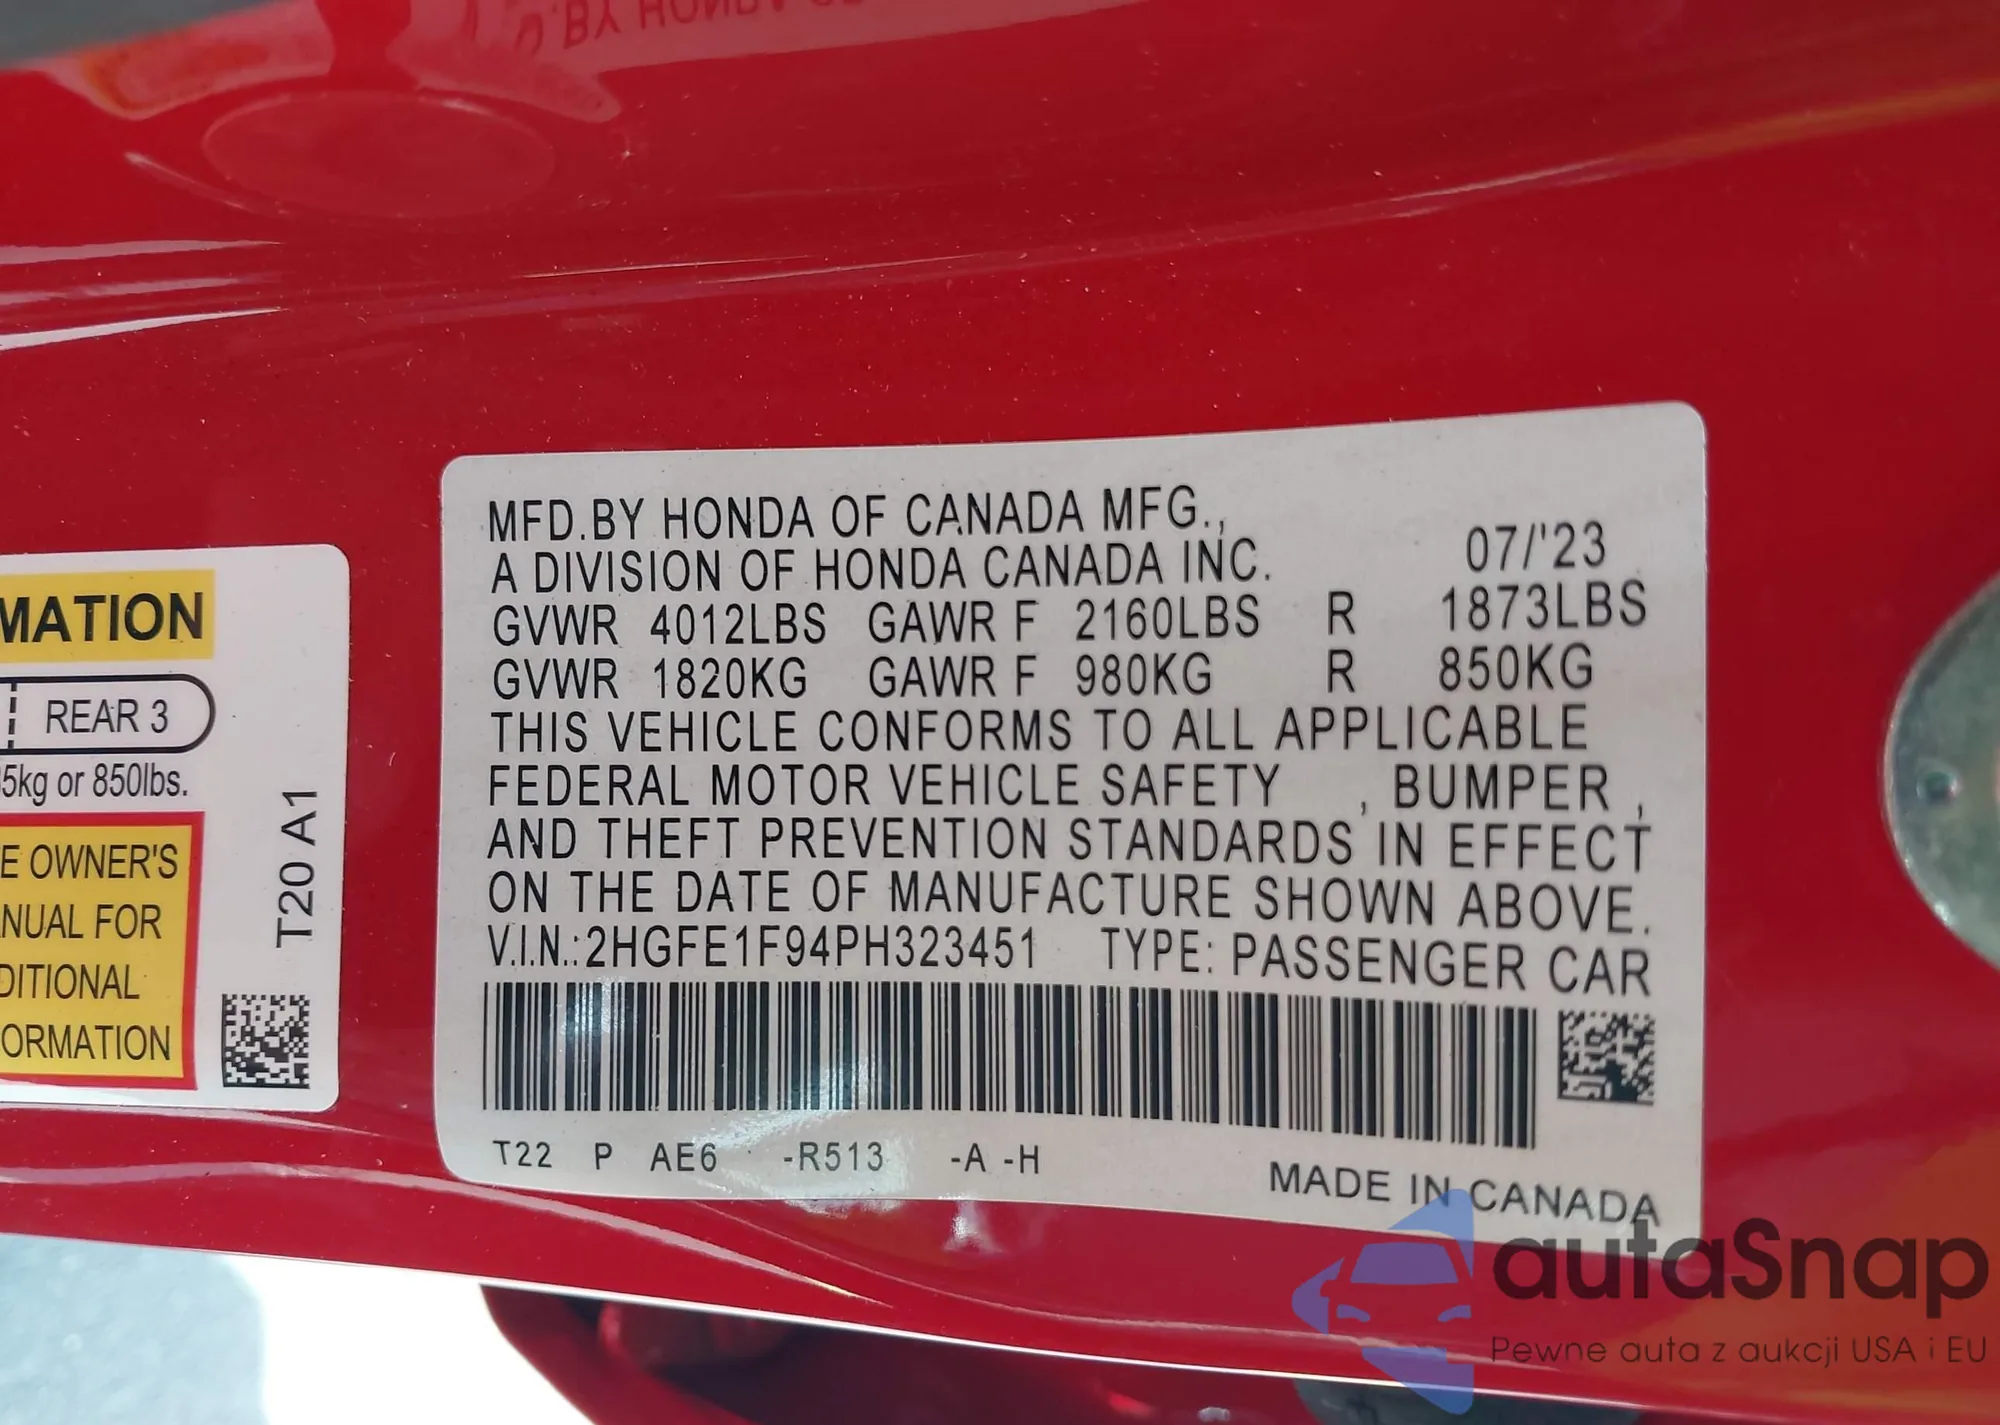 MFD.BY HONDA OF CANADA MFG.,
A DIVISION OF HONDA CANADA INC. 07/'23
GVWR 4012LBS GAWR F 2160LBS R 1873LBS
GVWR 1820KG GAWR F 980KG R 850KG
THIS VEHICLE CONFORMS TO ALL APPLICABLE
FEDERAL MOTOR VEHICLE SAFETY , BUMPER ,
AND THEFT PREVENTION STANDARDS IN EFFECT
ON THE DATE OF MANUFACTURE SHOWN ABOVE.
V.I.N.:2HGFE1F94PH323451 TYPE: PASSENGER CAR
T22 P AE6 -R513 -A -H
MADE IN CANADA
MATION
REAR 3
5kg or 850lbs.
E OWNER'S
NUAL FOR
DITIONAL
ORMATION
T20 A1
autaSnap
Pewne auta z aukcji USA i EU